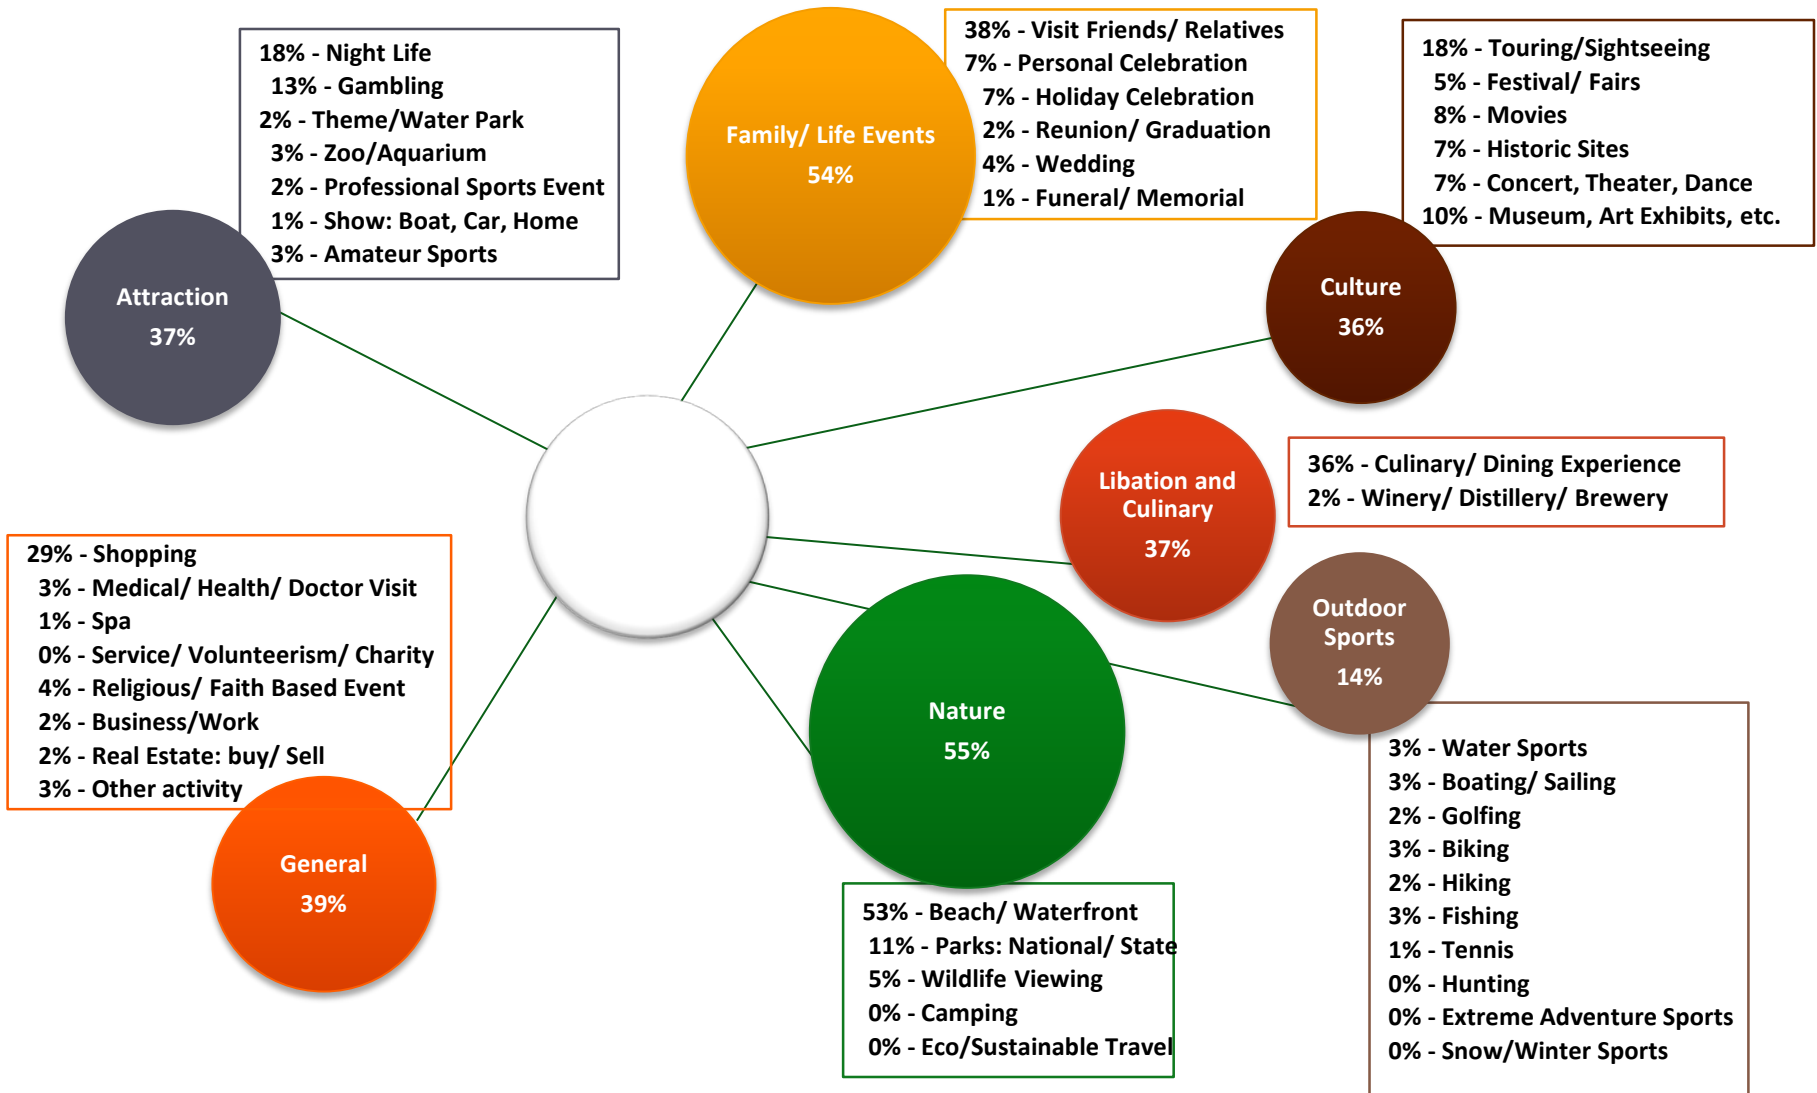 18% - Night Life
13% - Gambling
2% - Theme/Water Park
3% - Zoo/Aquarium
2% - Professional Sports Event
1% - Show: Boat, Car, Home
3% - Amateur Sports
Attraction
37%
38% - Visit Friends/ Relatives
7% - Personal Celebration
7% - Holiday Celebration
2% - Reunion/ Graduation
4% - Wedding
1% - Funeral/ Memorial
Family/ Life Events
54%
18% - Touring/Sightseeing
5% - Festival/ Fairs
8% - Movies
7% - Historic Sites
7% - Concert, Theater, Dance
10% - Museum, Art Exhibits, etc.
Culture
36%
Libation and
Culinary
37%
36% - Culinary/ Dining Experience
2% - Winery/ Distillery/ Brewery
29% - Shopping
3% - Medical/ Health/ Doctor Visit
1% - Spa
0% - Service/ Volunteerism/ Charity
4% - Religious/ Faith Based Event
2% - Business/Work
2% - Real Estate: buy/ Sell
3% - Other activity
General
39%
Nature
55%
53% - Beach/ Waterfront
11% - Parks: National/ State
5% - Wildlife Viewing
0% - Camping
0% - Eco/Sustainable Travel
Outdoor
Sports
14%
3% - Water Sports
3% - Boating/ Sailing
2% - Golfing
3% - Biking
2% - Hiking
3% - Fishing
1% - Tennis
0% - Hunting
0% - Extreme Adventure Sports
0% - Snow/Winter Sports